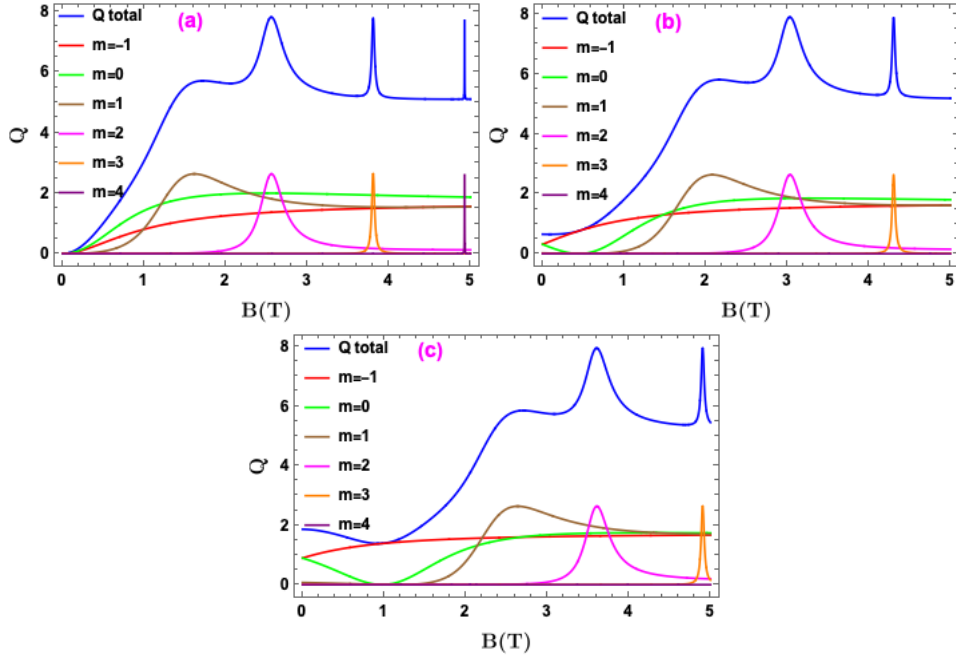 (a)
Q total
m=−1
m=0
m=1
m=2
m=3
m=4
Q
8
6
4
2
0
0 1 2 3 4 5
B(T)
(b)
Q total
m=−1
m=0
m=1
m=2
m=3
m=4
Q
8
6
4
2
0
0 1 2 3 4 5
B(T)
(c)
Q total
m=−1
m=0
m=1
m=2
m=3
m=4
Q
8
6
4
2
0
0 1 2 3 4 5
B(T)